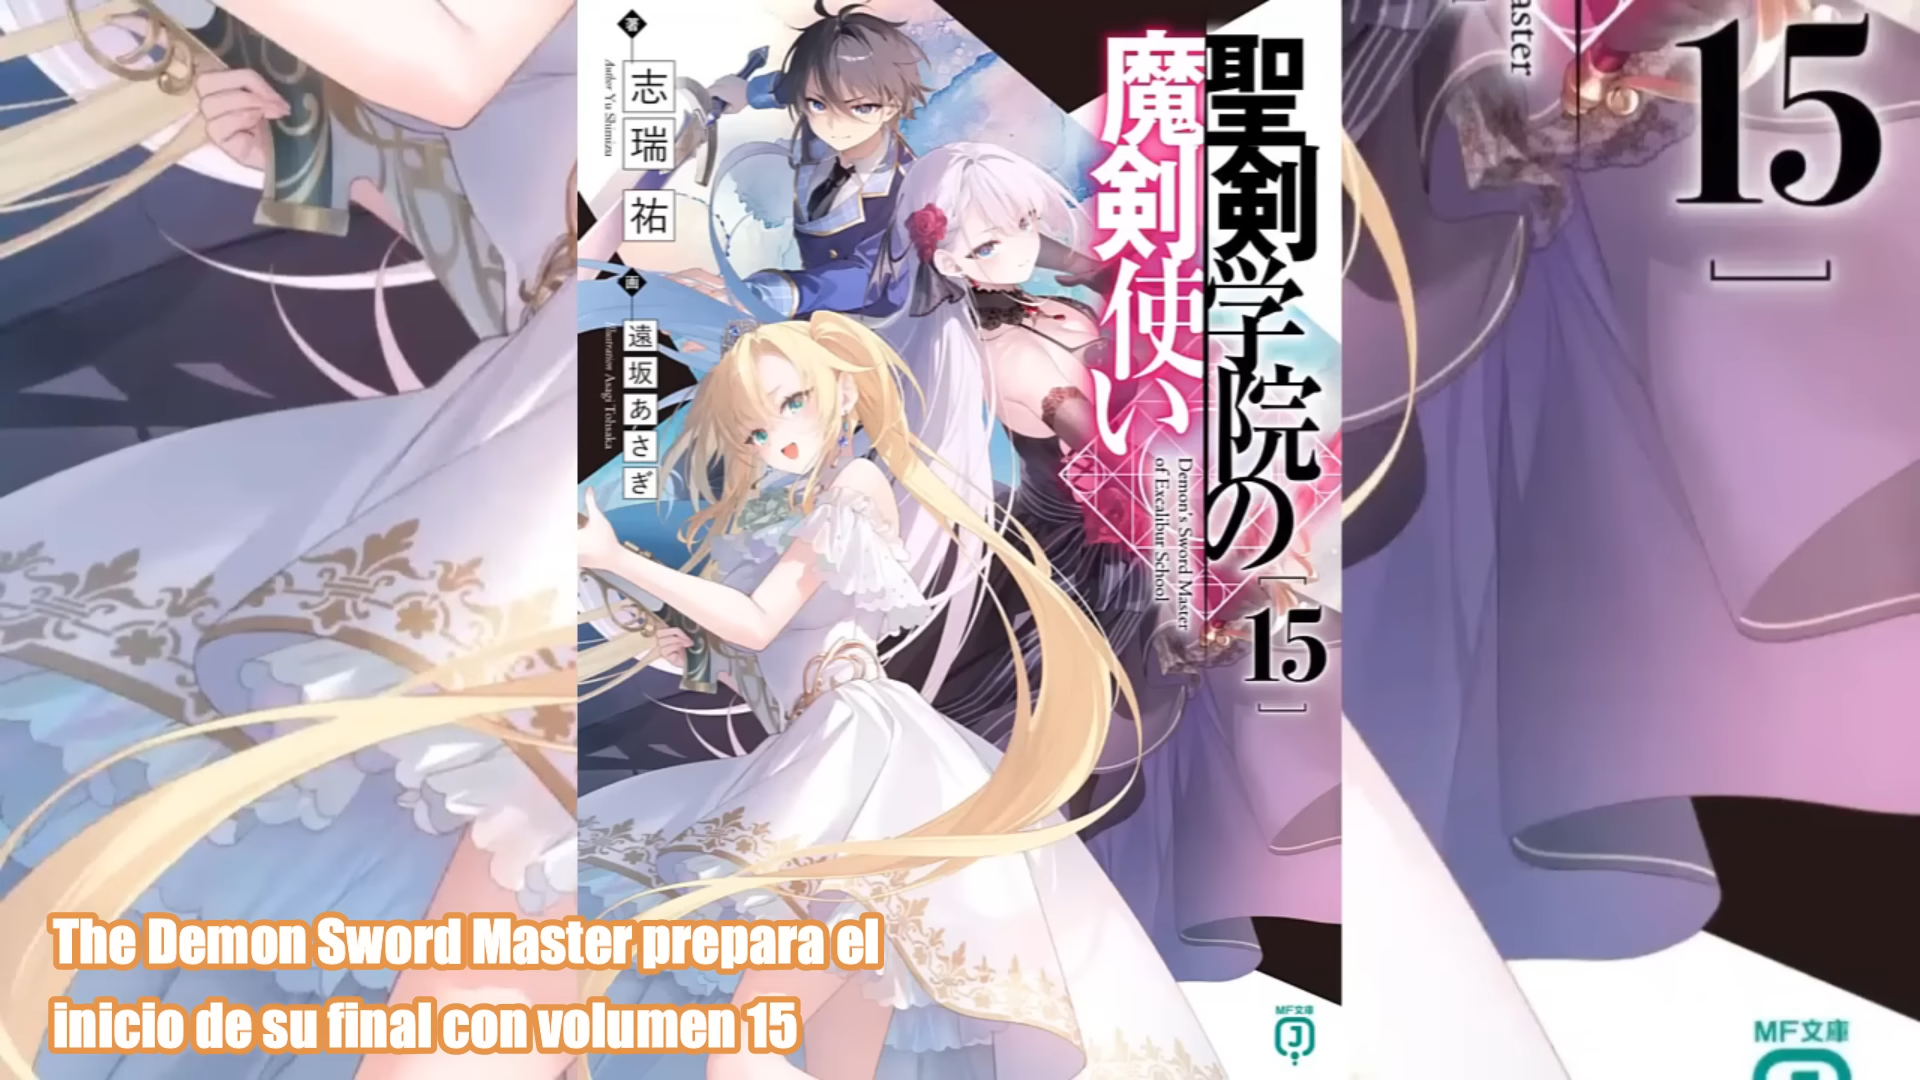 著
志瑞祐
Author Yu Shimizu
画
遠坂あさぎ
Illustration Asagi Tohsaka
聖剣学院の
魔剣使い
Demon's Sword Master
of Excalibur School
[15]
MF文庫
J
aster
15]
MF文庫
The Demon Sword Master prepara el
inicio de su final con volumen 15